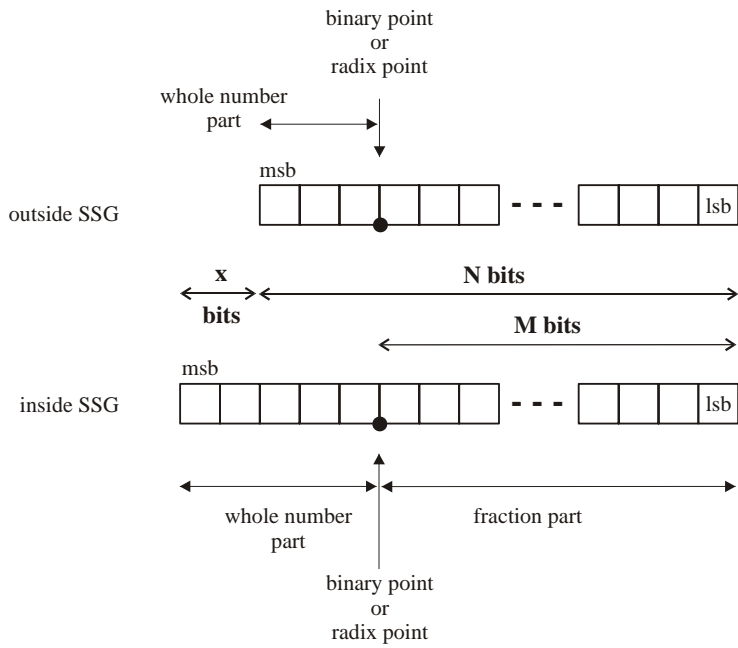 binary point
or
radix point
whole number
part
msb
outside SSG
lsb
x
bits
N bits
M bits
msb
inside SSG
lsb
whole number
part
fraction part
binary point
or
radix point